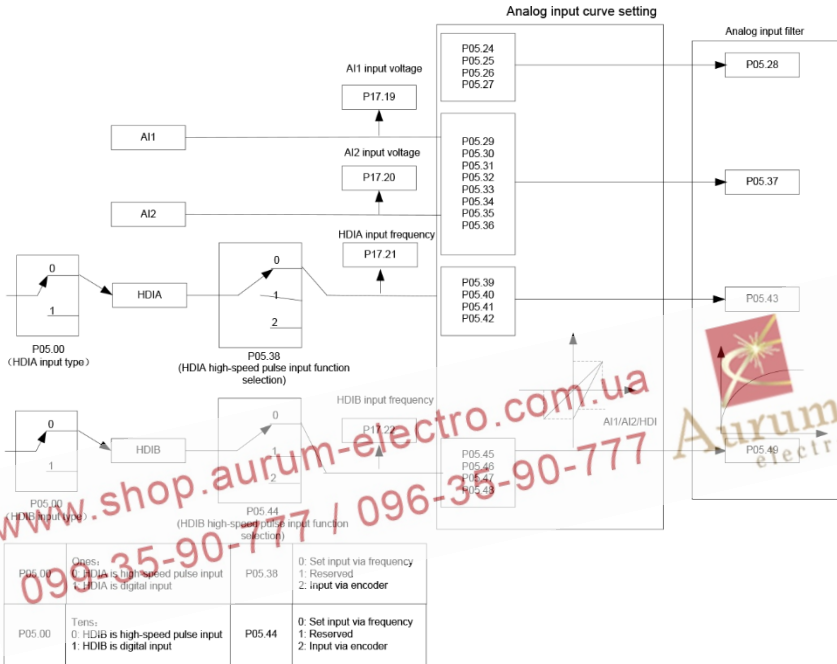 Analog input curve setting
Analog input filter
P05.24
P05.25
P05.26
P05.27
P05.28
AI1 input voltage
P17.19
AI1
AI2 input voltage
P17.20
P05.29
P05.30
P05.31
P05.32
P05.33
P05.34
P05.35
P05.36
P05.37
AI2
HDIA input frequency
P17.21
0
1
P05.00
(HDIA input type)
HDIA
0
1
2
P05.38
(HDIA high-speed pulse input function
selection)
P05.39
P05.40
P05.41
P05.42
P05.43
AI1/AI2/HDI
HDIB input frequency
P17.22
0
1
P05.00
(HDIB input type)
HDIB
0
1
2
P05.44
(HDIB high-speed pulse input function
selection)
P05.45
P05.46
P05.47
P05.48
P05.49
Aurum
electr
www.shop.aurum-electro.com.ua
099-35-90-777 / 096-35-90-777
P05.00
Ones:
0: HDIA is high-speed pulse input
1: HDIA is digital input
P05.38
0: Set input via frequency
1: Reserved
2: Input via encoder
P05.00
Tens:
0: HDIB is high-speed pulse input
1: HDIB is digital input
P05.44
0: Set input via frequency
1: Reserved
2: Input via encoder